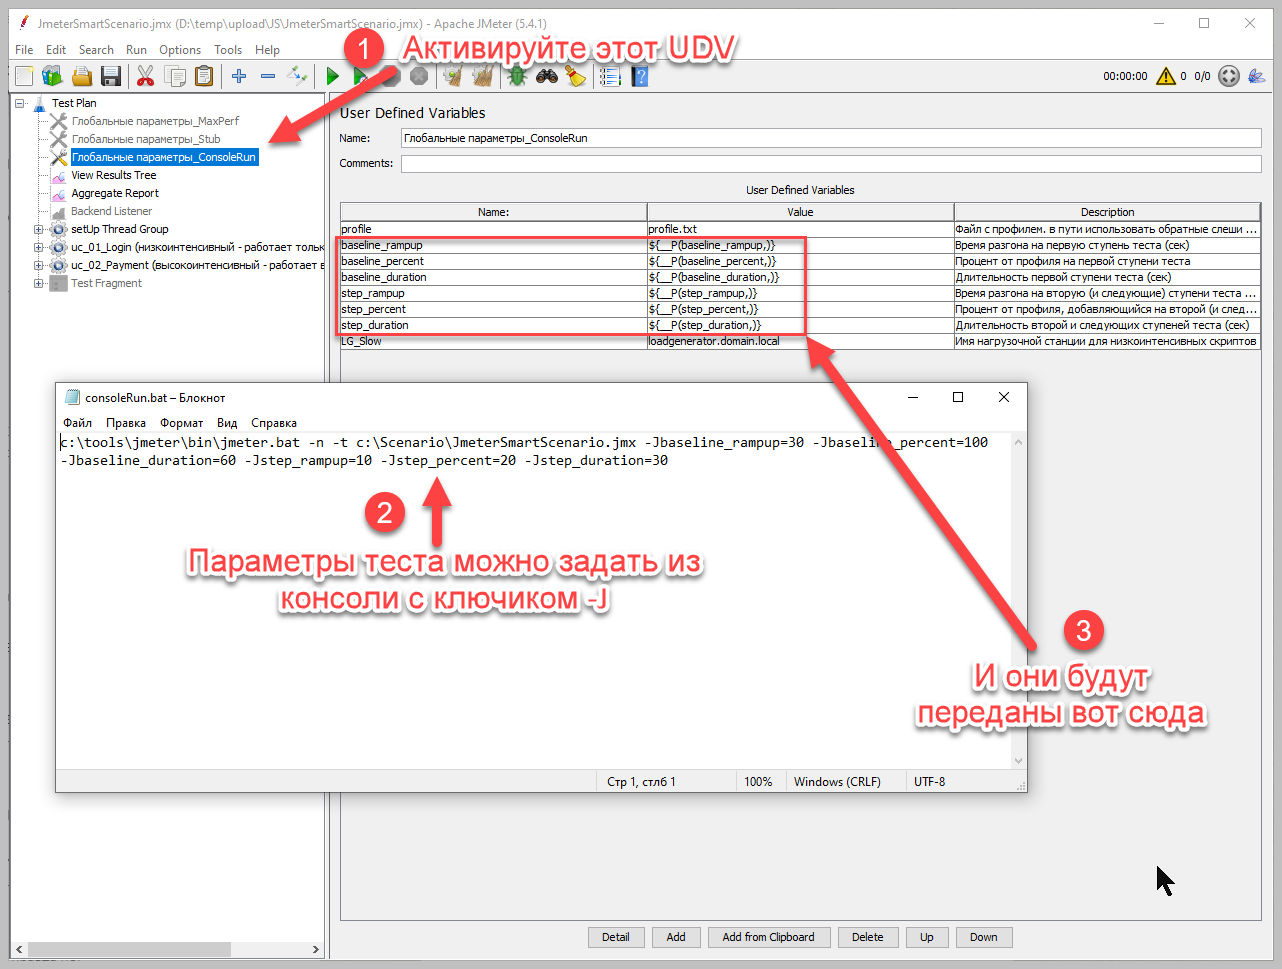 JmeterSmartScenario.jmx (D:\temp\upload\JS\JmeterSmartScenario.jmx) - Apache JMeter (5.4.1)
File Edit Search Run Options Tools Help
1 Активируйте этот UDV
00:00:00 0 0/0
Test Plan
Глобальные параметры_MaxPerf
Глобальные параметры_Stub
Глобальные параметры_ConsoleRun
View Results Tree
Aggregate Report
Backend Listener
setUp Thread Group
uc_01_Login (низкоинтенсивный - работает тольк
uc_02_Payment (высокоинтенсивный - работает в
Test Fragment
User Defined Variables
Name: Глобальные параметры_ConsoleRun
Comments:
User Defined Variables
Name: Value Description
profile profile.txt Файл с профилем. в пути использовать обратные слеши ...
baseline_rampup ${__P(baseline_rampup,)} Время разгона на первую ступень теста (сек)
baseline_percent ${__P(baseline_percent,)} Процент от профиля на первой ступени теста
baseline_duration ${__P(baseline_duration,)} Длительность первой ступени теста (сек)
step_rampup ${__P(step_rampup,)} Время разгона на вторую (и следующие) ступени теста ...
step_percent ${__P(step_percent,)} Процент от профиля, добавляющийся на второй (и след...
step_duration ${__P(step_duration,)} Длительность второй и следующих ступеней теста (сек)
LG_Slow loadgenerator.domain.local Имя нагрузочной станции для низкоинтенсивных скриптов
consoleRun.bat – Блокнот
Файл Правка Формат Вид Справка
c:\tools\jmeter\bin\jmeter.bat -n -t c:\Scenario\JmeterSmartScenario.jmx -Jbaseline_rampup=30 -Jbaseline_percent=100
-Jbaseline_duration=60 -Jstep_rampup=10 -Jstep_percent=20 -Jstep_duration=30
2
Параметры теста можно задать из
консоли с ключиком -J
3
И они будут
переданы вот сюда
Стр 1, стлб 1 100% Windows (CRLF) UTF-8
Detail Add Add from Clipboard Delete Up Down